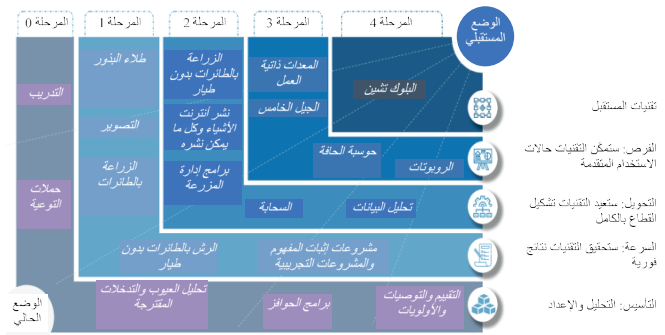 المرحلة 0
المرحلة 1
المرحلة 2
المرحلة 3
المرحلة 4
الوضع
المستقبلي
التدريب
حملات
التوعية
طلاء البذور
التصوير
الزراعة
بالطائرات
الزراعة
بالطائرات بدون
طيار
نشر أنترنت
الأشياء وكل ما
يمكن نشره
برامج إدارة
المزرعة
المعدات ذاتية
العمل
الجيل الخامس
البلوك تشين
حوسبة الحافة
الروبوتات
السحابة
تحليل البيانات
الرش بالطائرات بدون
طيار
مشروعات إثبات المفهوم
والمشروعات التجريبية
تحليل العيوب والتدخلات
المقترحة
برامج الحوافز
التقييم والتوصيات
والأولويات
الوضع
الحالي
تقنيات المستقبل
الفرص: ستمكّن التقنيات حالات
الاستخدام المتقدمة
التحويل: ستعيد التقنيات تشكيل
القطاع بالكامل
السرعة: ستحقيق التقنيات نتائج
فورية
التأسيس: التحليل والإعداد